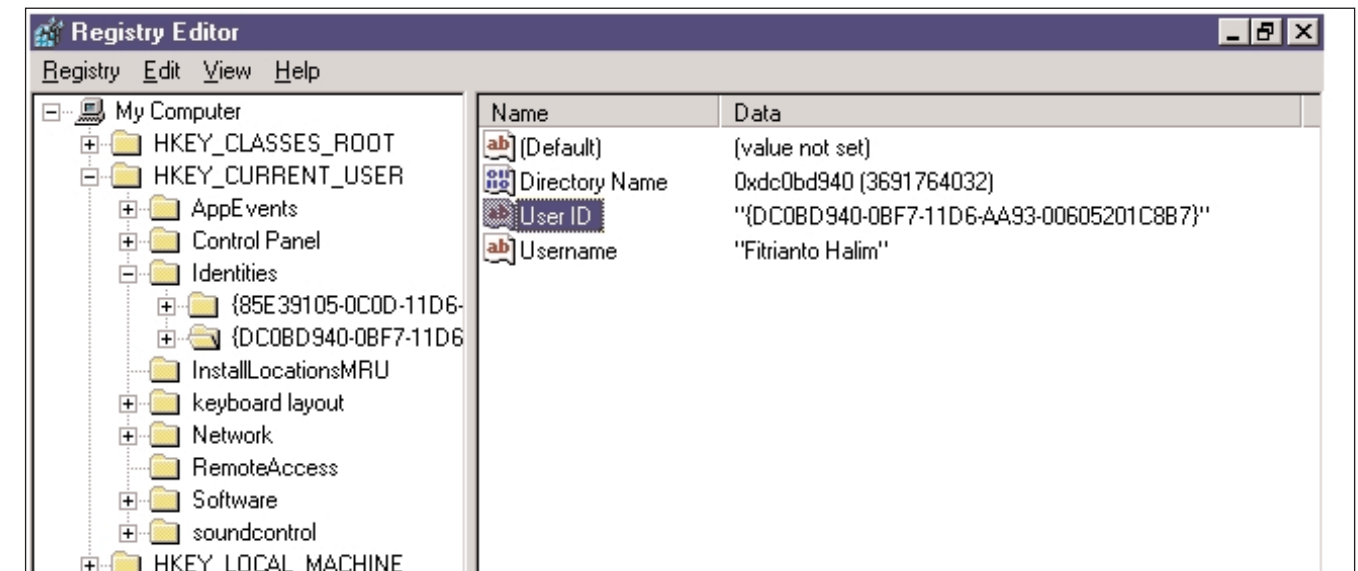 Registry Editor
Registry Edit View Help
My Computer
HKEY_CLASSES_ROOT
HKEY_CURRENT_USER
AppEvents
Control Panel
Identities
{85E39105-0C0D-11D6-
{DC0BD940-0BF7-11D6
InstallLocationsMRU
keyboard layout
Network
RemoteAccess
Software
soundcontrol
HKEY_LOCAL_MACHINE
Name Data
(Default) (value not set)
Directory Name 0xdc0bd940 (3691764032)
User ID "{DC0BD940-0BF7-11D6-AA93-00605201C8B7}"
Username "Fitrianto Halim"